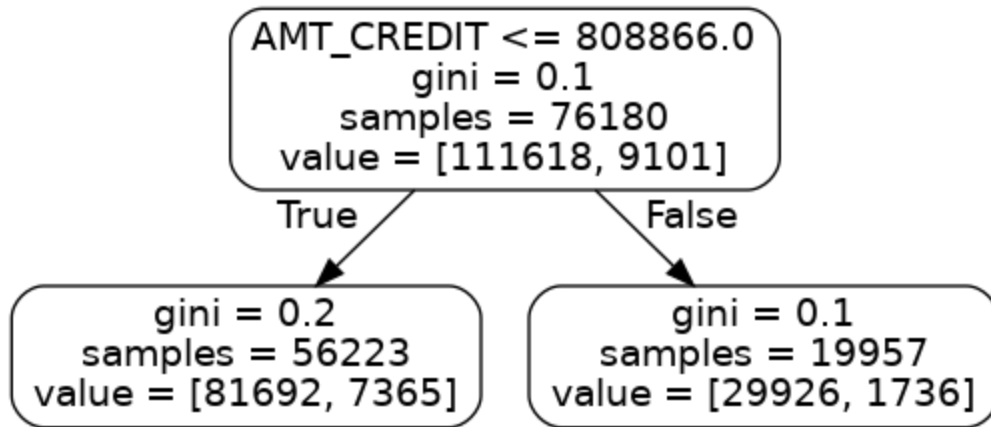 AMT_CREDIT <= 808866.0
gini = 0.1
samples = 76180
value = [111618, 9101]
True
False
gini = 0.2
samples = 56223
value = [81692, 7365]
gini = 0.1
samples = 19957
value = [29926, 1736]